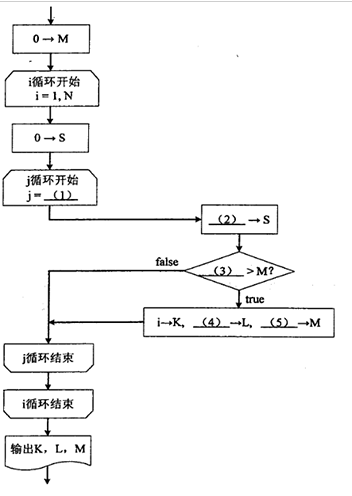 0 → M
i循环开始
i = 1, N
0 → S
j循环开始
j = （1）
（2） → S
false
（3） > M?
true
i→K, （4） →L, （5） →M
j循环结束
i循环结束
输出K，L，M